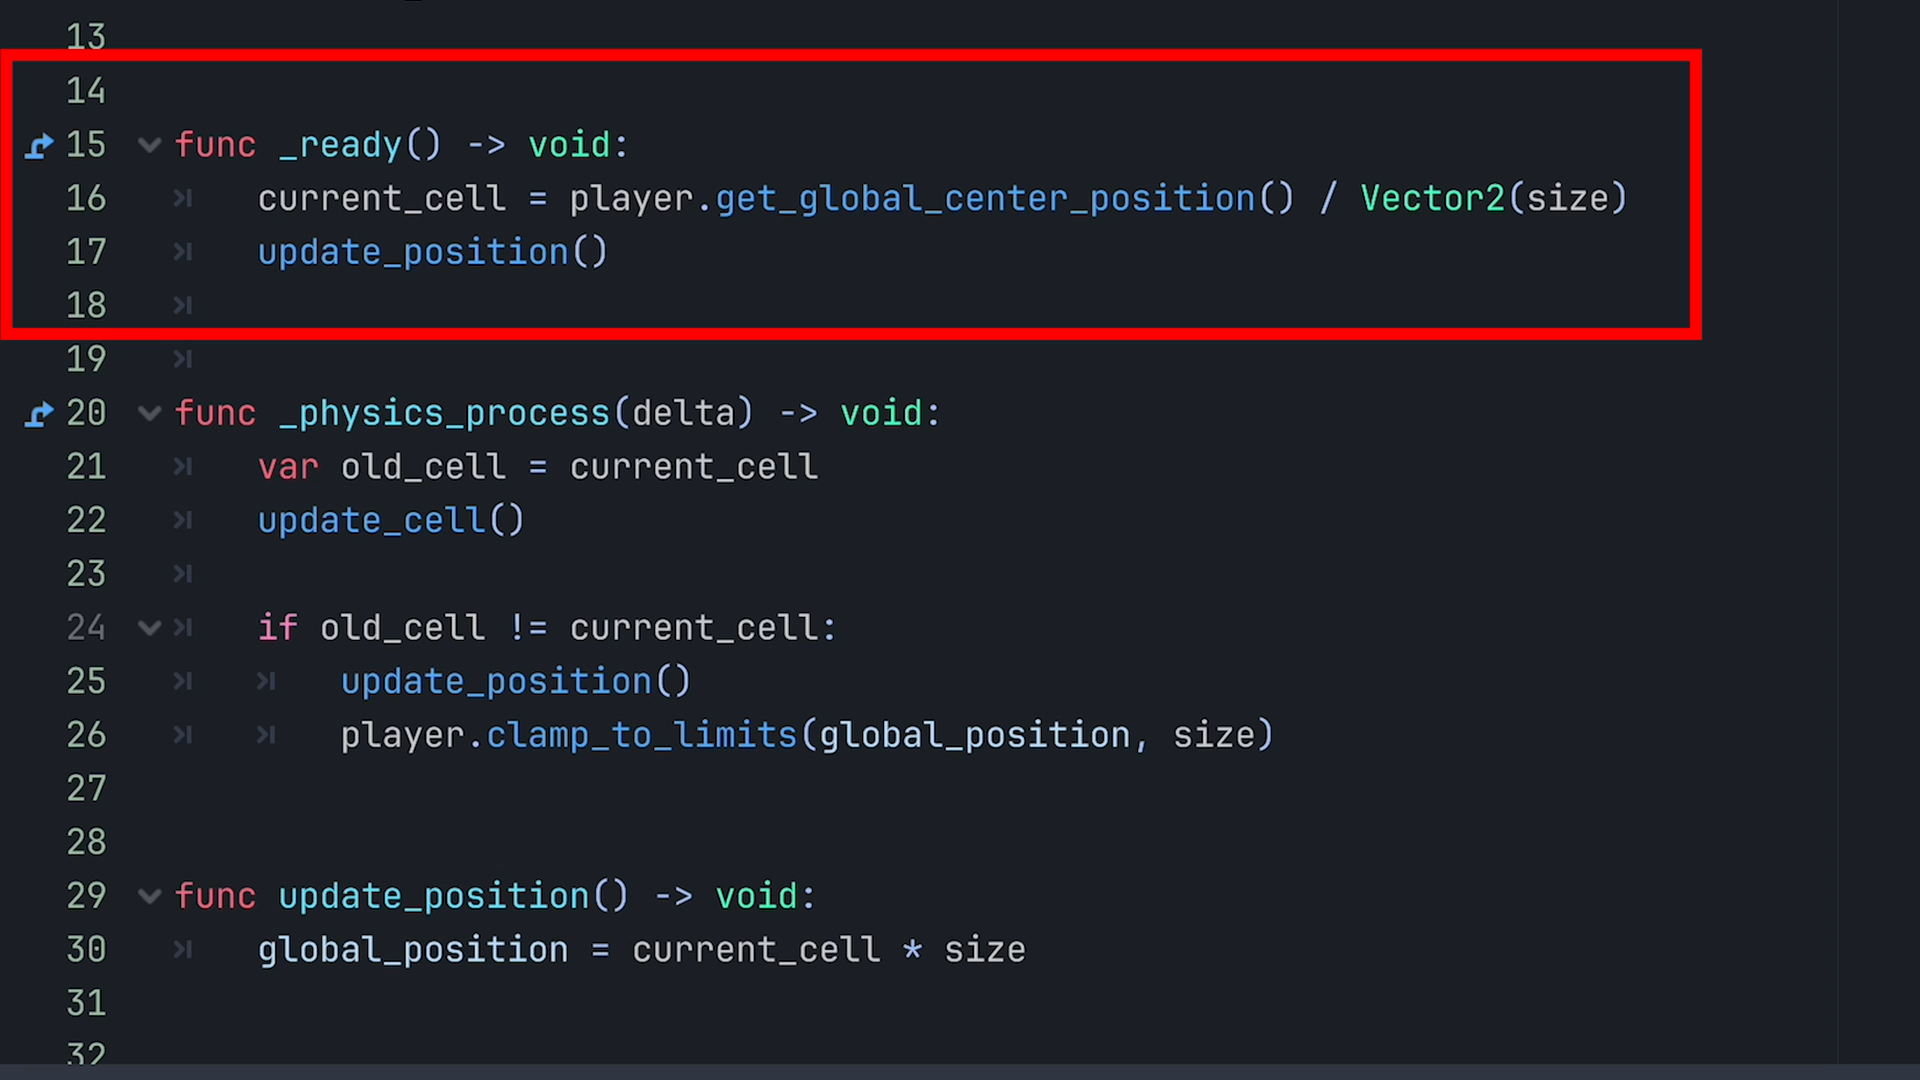 13
14
15 func _ready() -> void:
16 current_cell = player.get_global_center_position() / Vector2(size)
17 update_position()
18
19
20 func _physics_process(delta) -> void:
21 var old_cell = current_cell
22 update_cell()
23
24 if old_cell != current_cell:
25 update_position()
26 player.clamp_to_limits(global_position, size)
27
28
29 func update_position() -> void:
30 global_position = current_cell * size
31
32